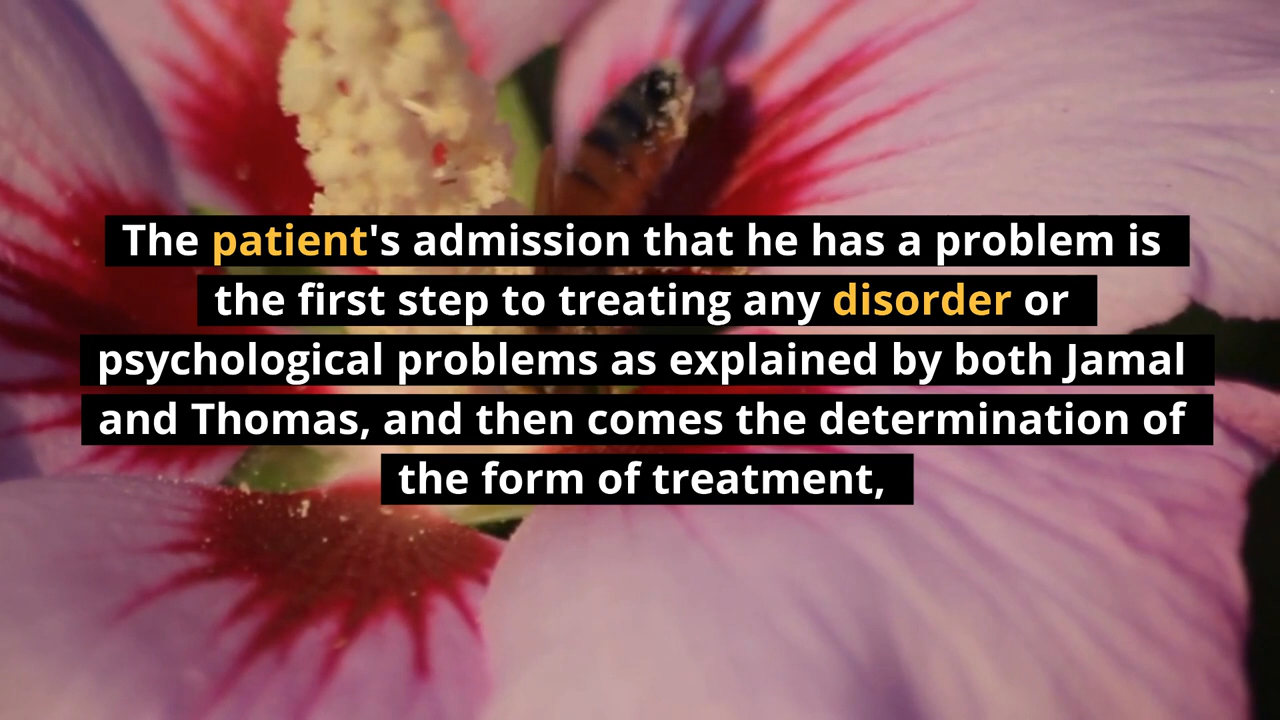 The patient's admission that he has a problem is
the first step to treating any disorder or
psychological problems as explained by both Jamal
and Thomas, and then comes the determination of
the form of treatment,